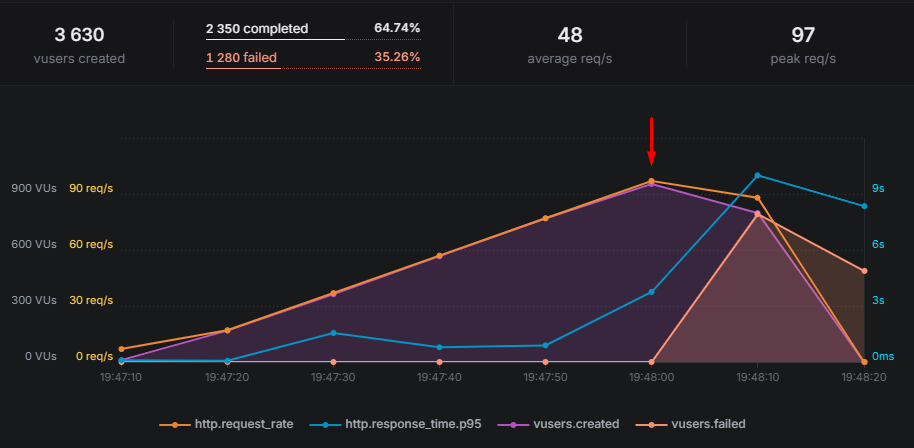 3 630
vusers created
2 350 completed 64.74%
1 280 failed 35.26%
48
average req/s
97
peak req/s
900 VUs 90 req/s 9s
600 VUs 60 req/s 6s
300 VUs 30 req/s 3s
0 VUs 0 req/s 0ms
19:47:10 19:47:20 19:47:30 19:47:40 19:47:50 19:48:00 19:48:10 19:48:20
http.request_rate http.response_time.p95 vusers.created vusers.failed